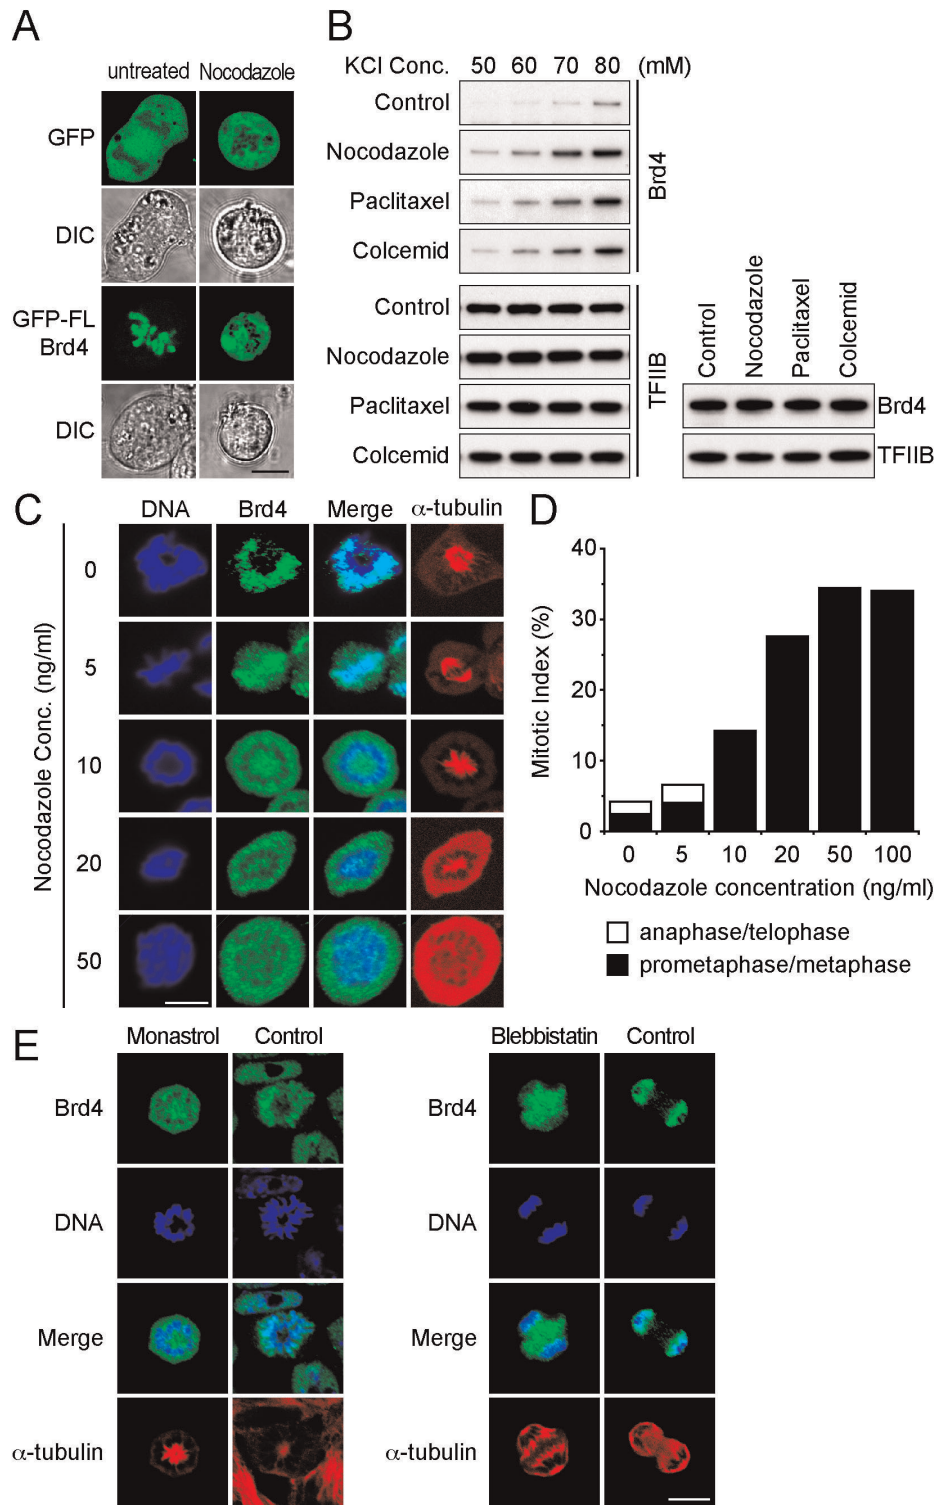 A
untreated
Nocodazole
GFP
DIC
GFP-FL
Brd4
DIC
B
KCl Conc. 50 60 70 80 (mM)
Control
Nocodazole
Paclitaxel
Colcemid
Brd4
Control
Nocodazole
Paclitaxel
Colcemid
TFIIB
Control
Nocodazole
Paclitaxel
Colcemid
Brd4
TFIIB
C
DNA Brd4 Merge α-tubulin
Nocodazole Conc. (ng/ml)
0
5
10
20
50
D
Mitotic Index (%)
40
30
20
10
0
0 5 10 20 50 100
Nocodazole concentration (ng/ml)
anaphase/telophase
prometaphase/metaphase
E
Monastrol Control
Brd4
DNA
Merge
α-tubulin
Blebbistatin Control
Brd4
DNA
Merge
α-tubulin